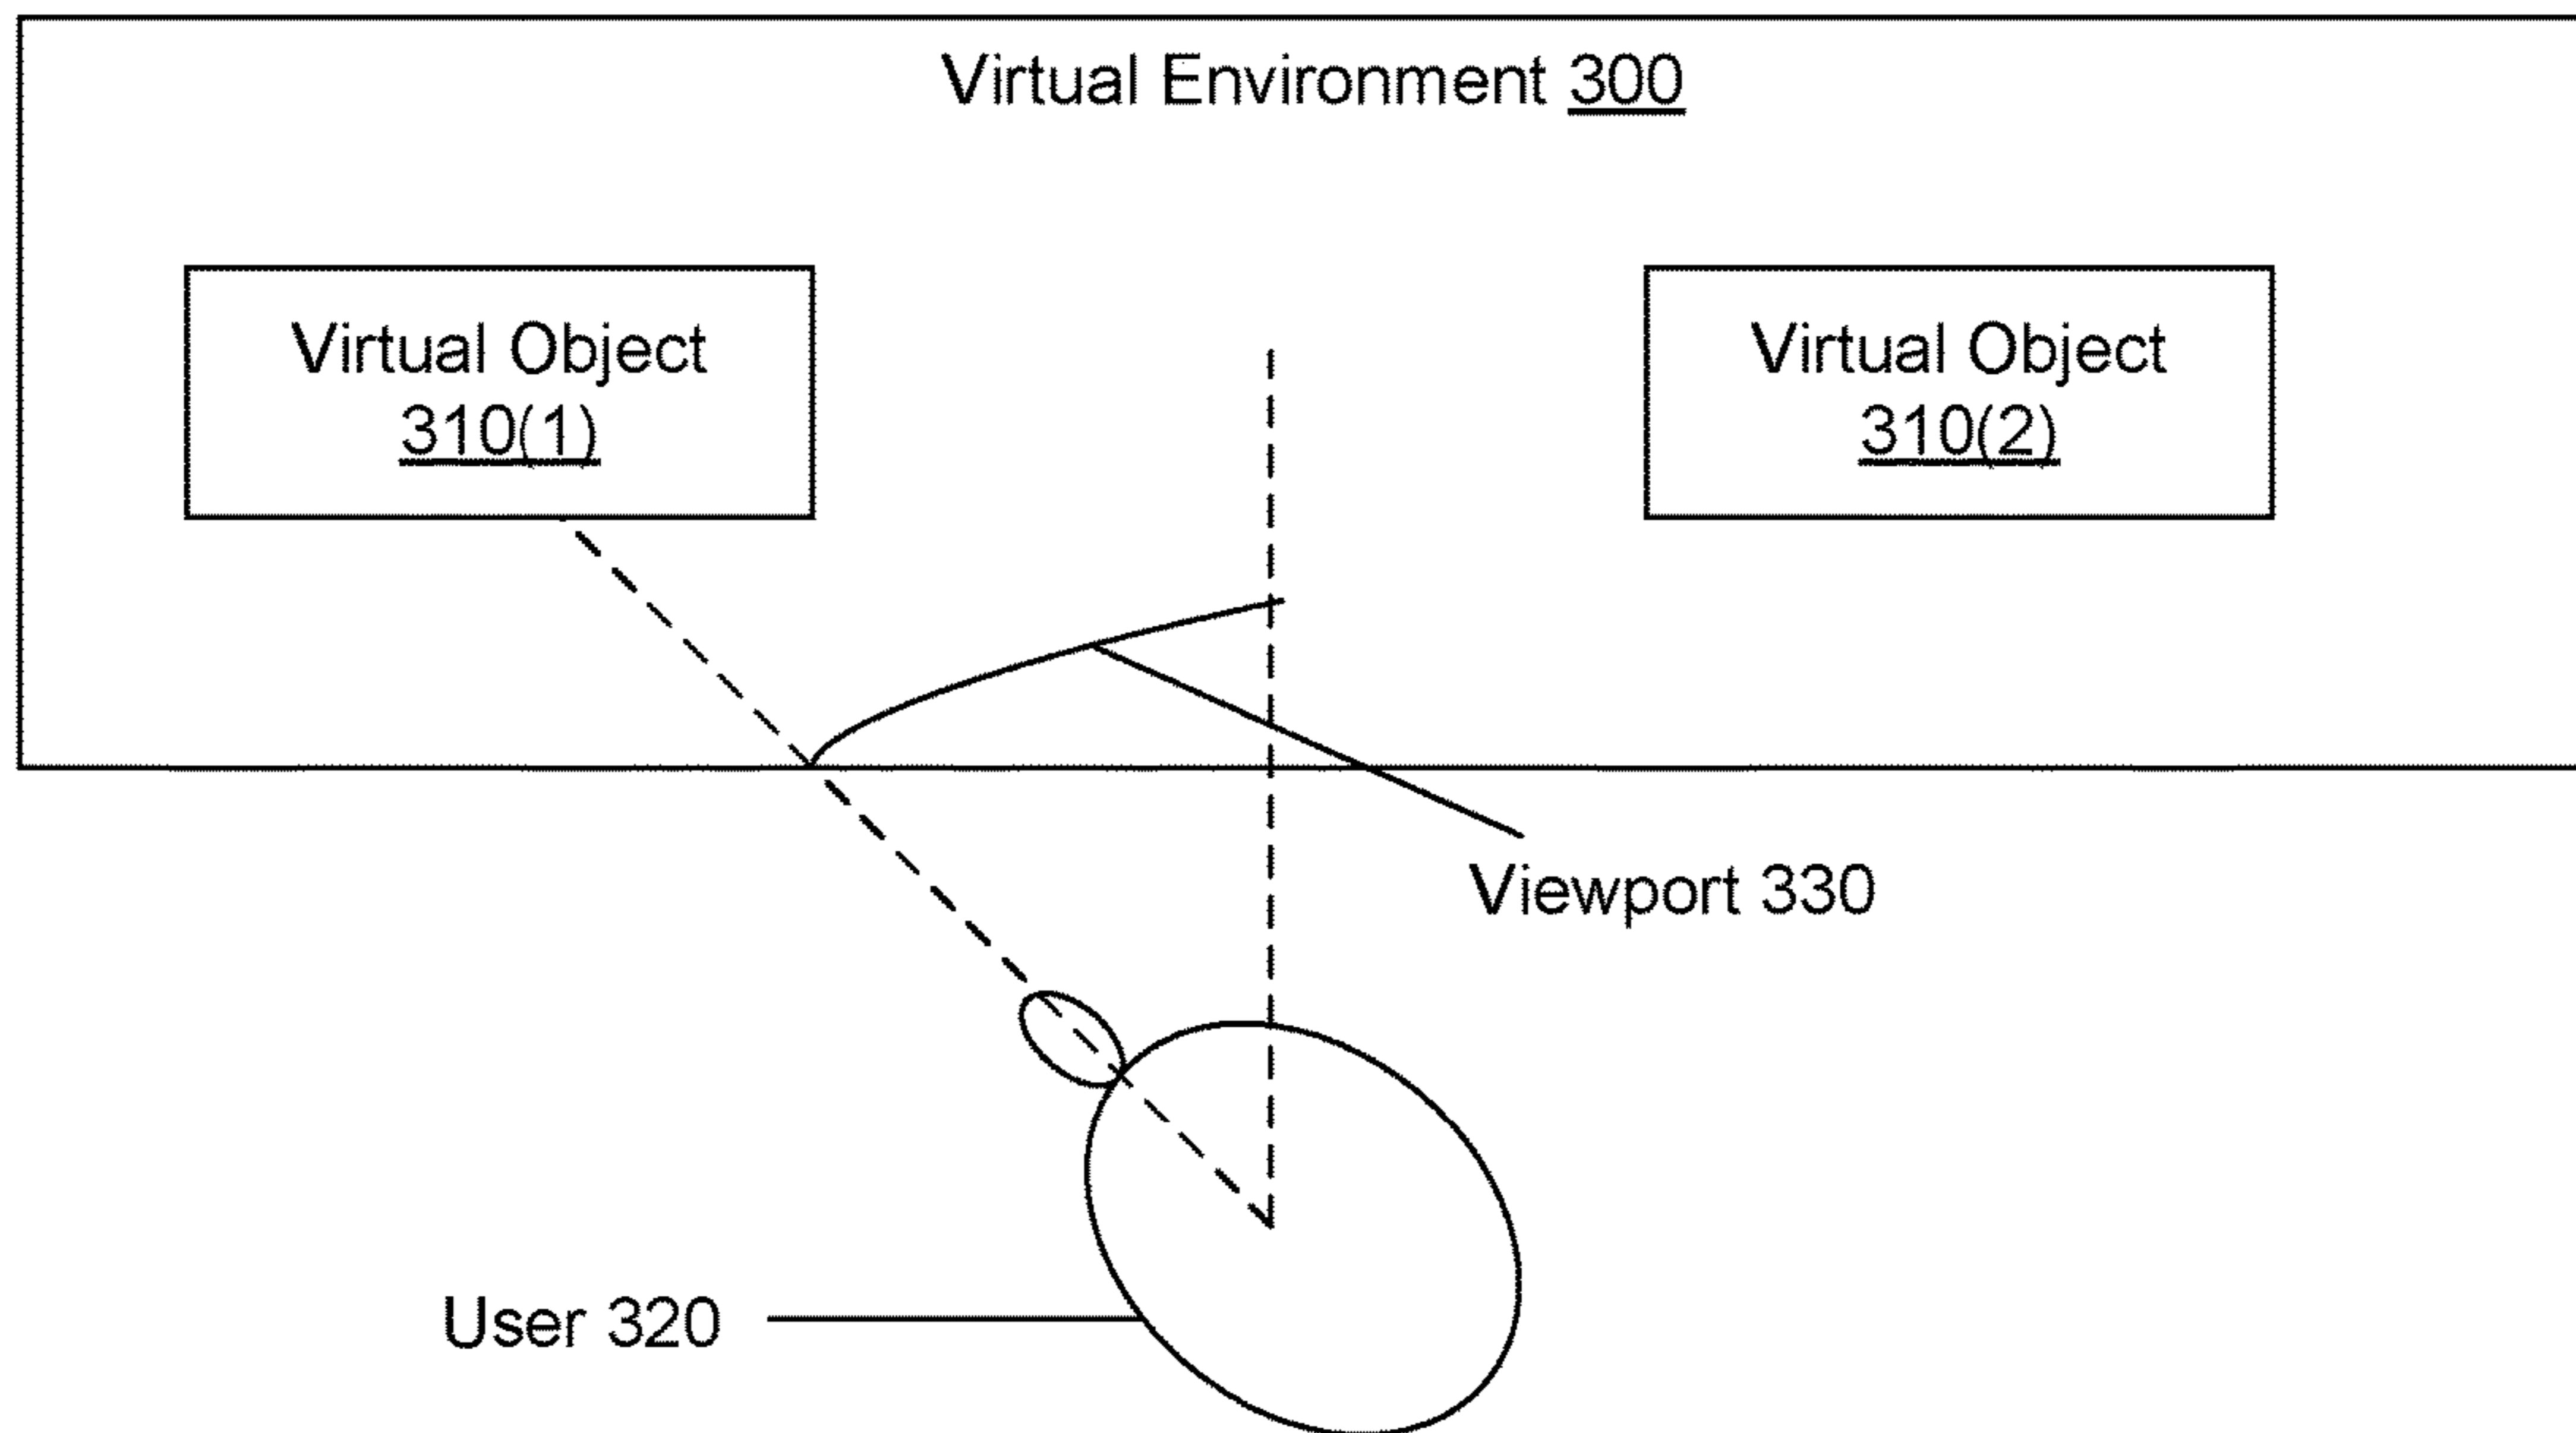 Virtual Environment 300
Virtual Object
310(1)
Virtual Object
310(2)
Viewport 330
User 320